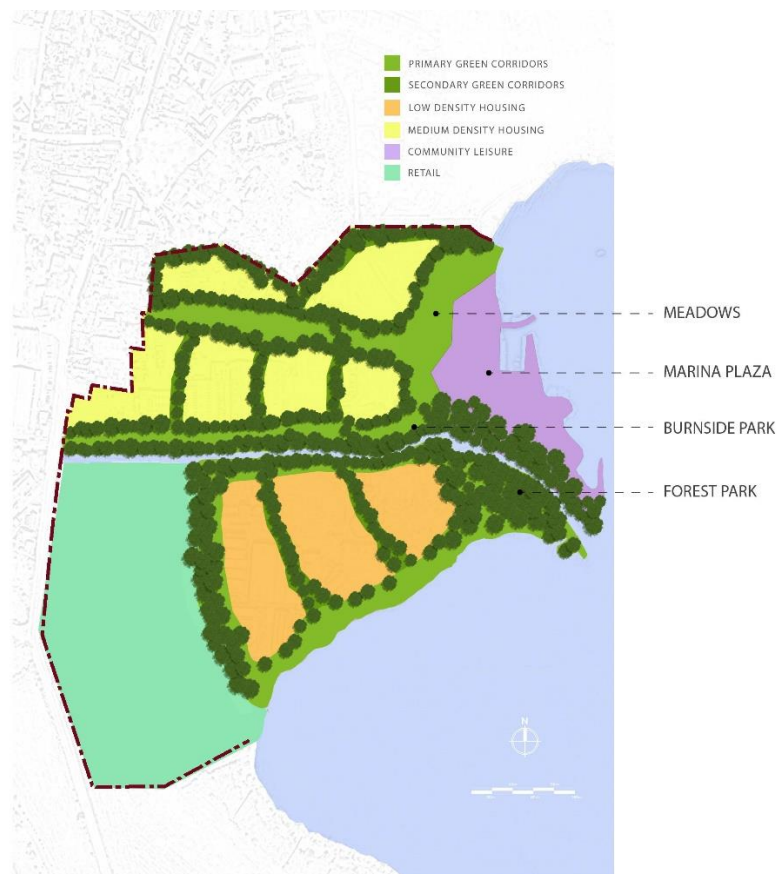 PRIMARY GREEN CORRIDORS
SECONDARY GREEN CORRIDORS
LOW DENSITY HOUSING
MEDIUM DENSITY HOUSING
COMMUNITY LEISURE
RETAIL
MEADOWS
MARINA PLAZA
BURNSIDE PARK
FOREST PARK
N